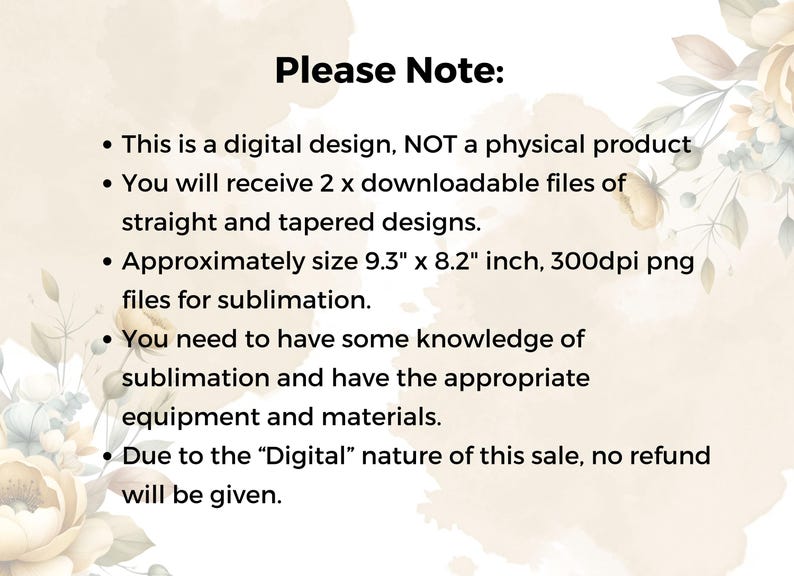 Please Note:
• This is a digital design, NOT a physical product
• You will receive 2 x downloadable files of
straight and tapered designs.
• Approximately size 9.3" x 8.2" inch, 300dpi png
files for sublimation.
• You need to have some knowledge of
sublimation and have the appropriate
equipment and materials.
• Due to the “Digital” nature of this sale, no refund
will be given.